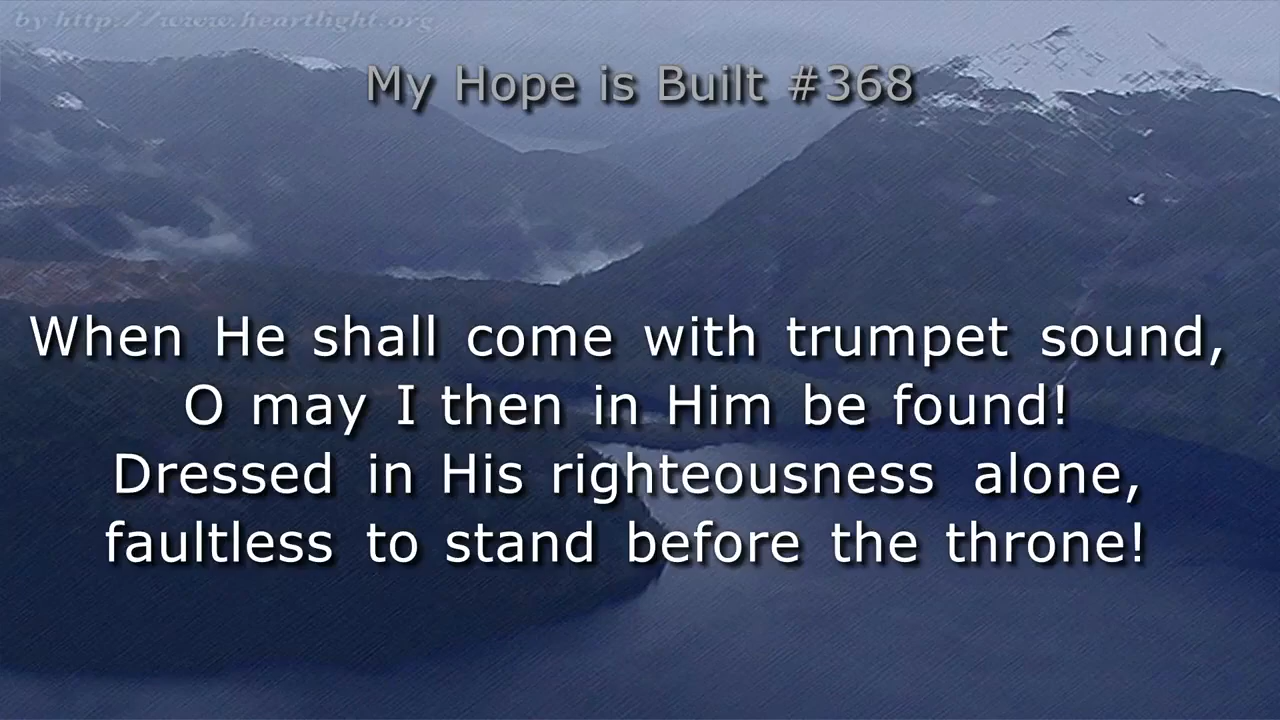 by http://www.heartlight.org
My Hope is Built #368
When He shall come with trumpet sound,
O may I then in Him be found!
Dressed in His righteousness alone,
faultless to stand before the throne!